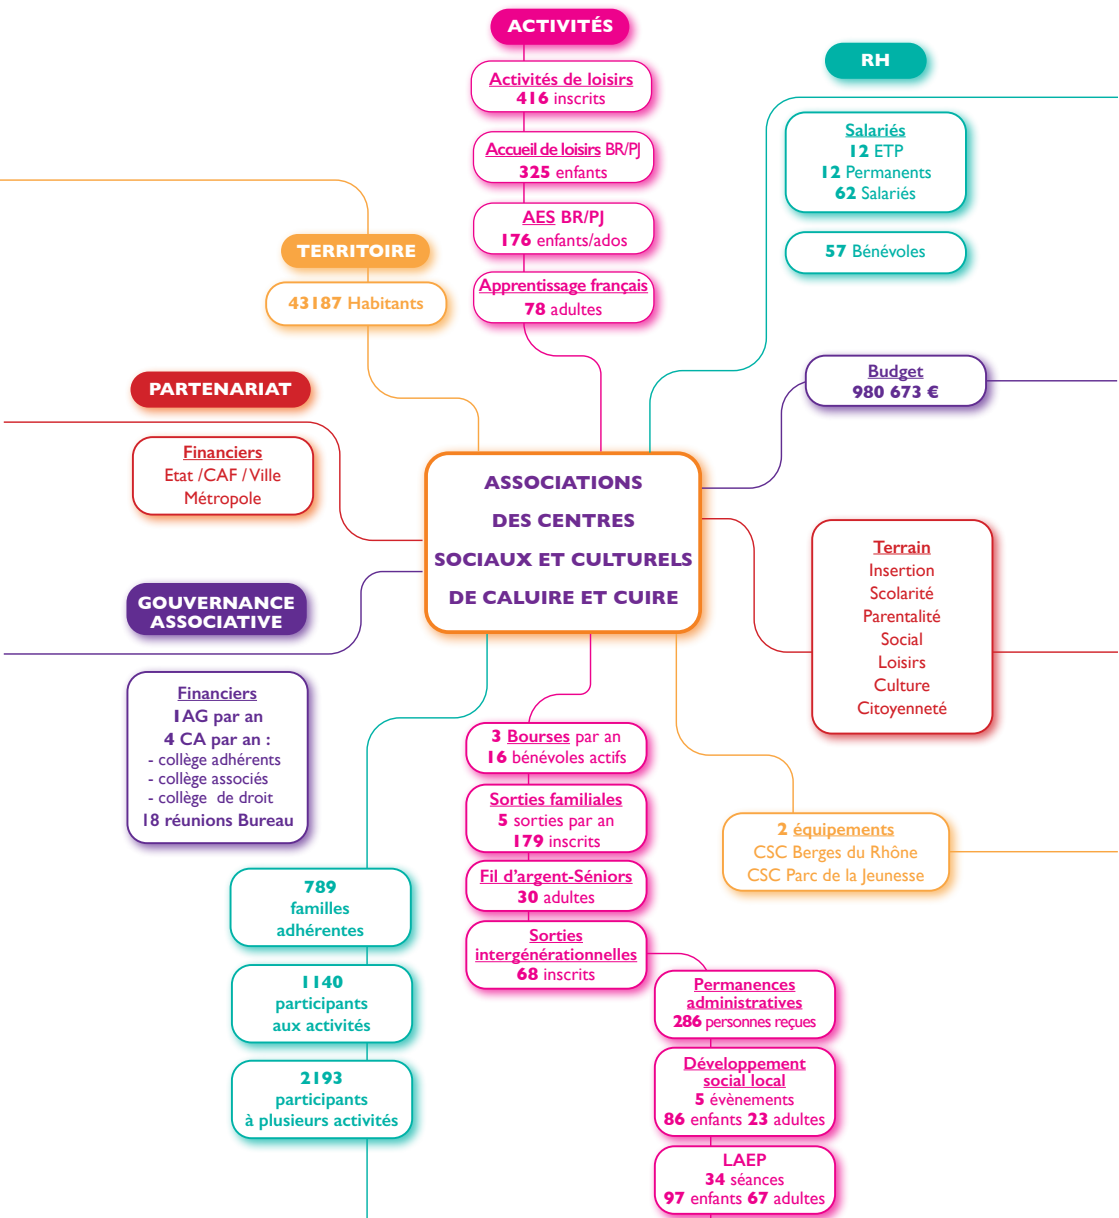 ACTIVITÉS
Activités de loisirs
416 inscrits
Accueil de loisirs BR/PJ
325 enfants
AES BR/PJ
176 enfants/ados
Apprentissage français
78 adultes
RH
Salariés
12 ETP
12 Permanents
62 Salariés
57 Bénévoles
TERRITOIRE
43187 Habitants
Budget
980 673 €
PARTENARIAT
Financiers
Etat /CAF / Ville
Métropole
ASSOCIATIONS
DES CENTRES
SOCIAUX ET CULTURELS
DE CALUIRE ET CUIRE
Terrain
Insertion
Scolarité
Parentalité
Social
Loisirs
Culture
Citoyenneté
GOUVERNANCE
ASSOCIATIVE
Financiers
1AG par an
4 CA par an :
- collège adhérents
- collège associés
- collège  de droit
18 réunions Bureau
3 Bourses par an
16 bénévoles actifs
Sorties familiales
5 sorties par an
179 inscrits
Fil d'argent-Séniors
30 adultes
Sorties
intergénérationnelles
68 inscrits
2 équipements
CSC Berges du Rhône
CSC Parc de la Jeunesse
789
familles
adhérentes
1140
participants
aux activités
2193
participants
à plusieurs activités
Permanences
administratives
286 personnes reçues
Développement
social local
5 évènements
86 enfants 23 adultes
LAEP
34 séances
97 enfants 67 adultes